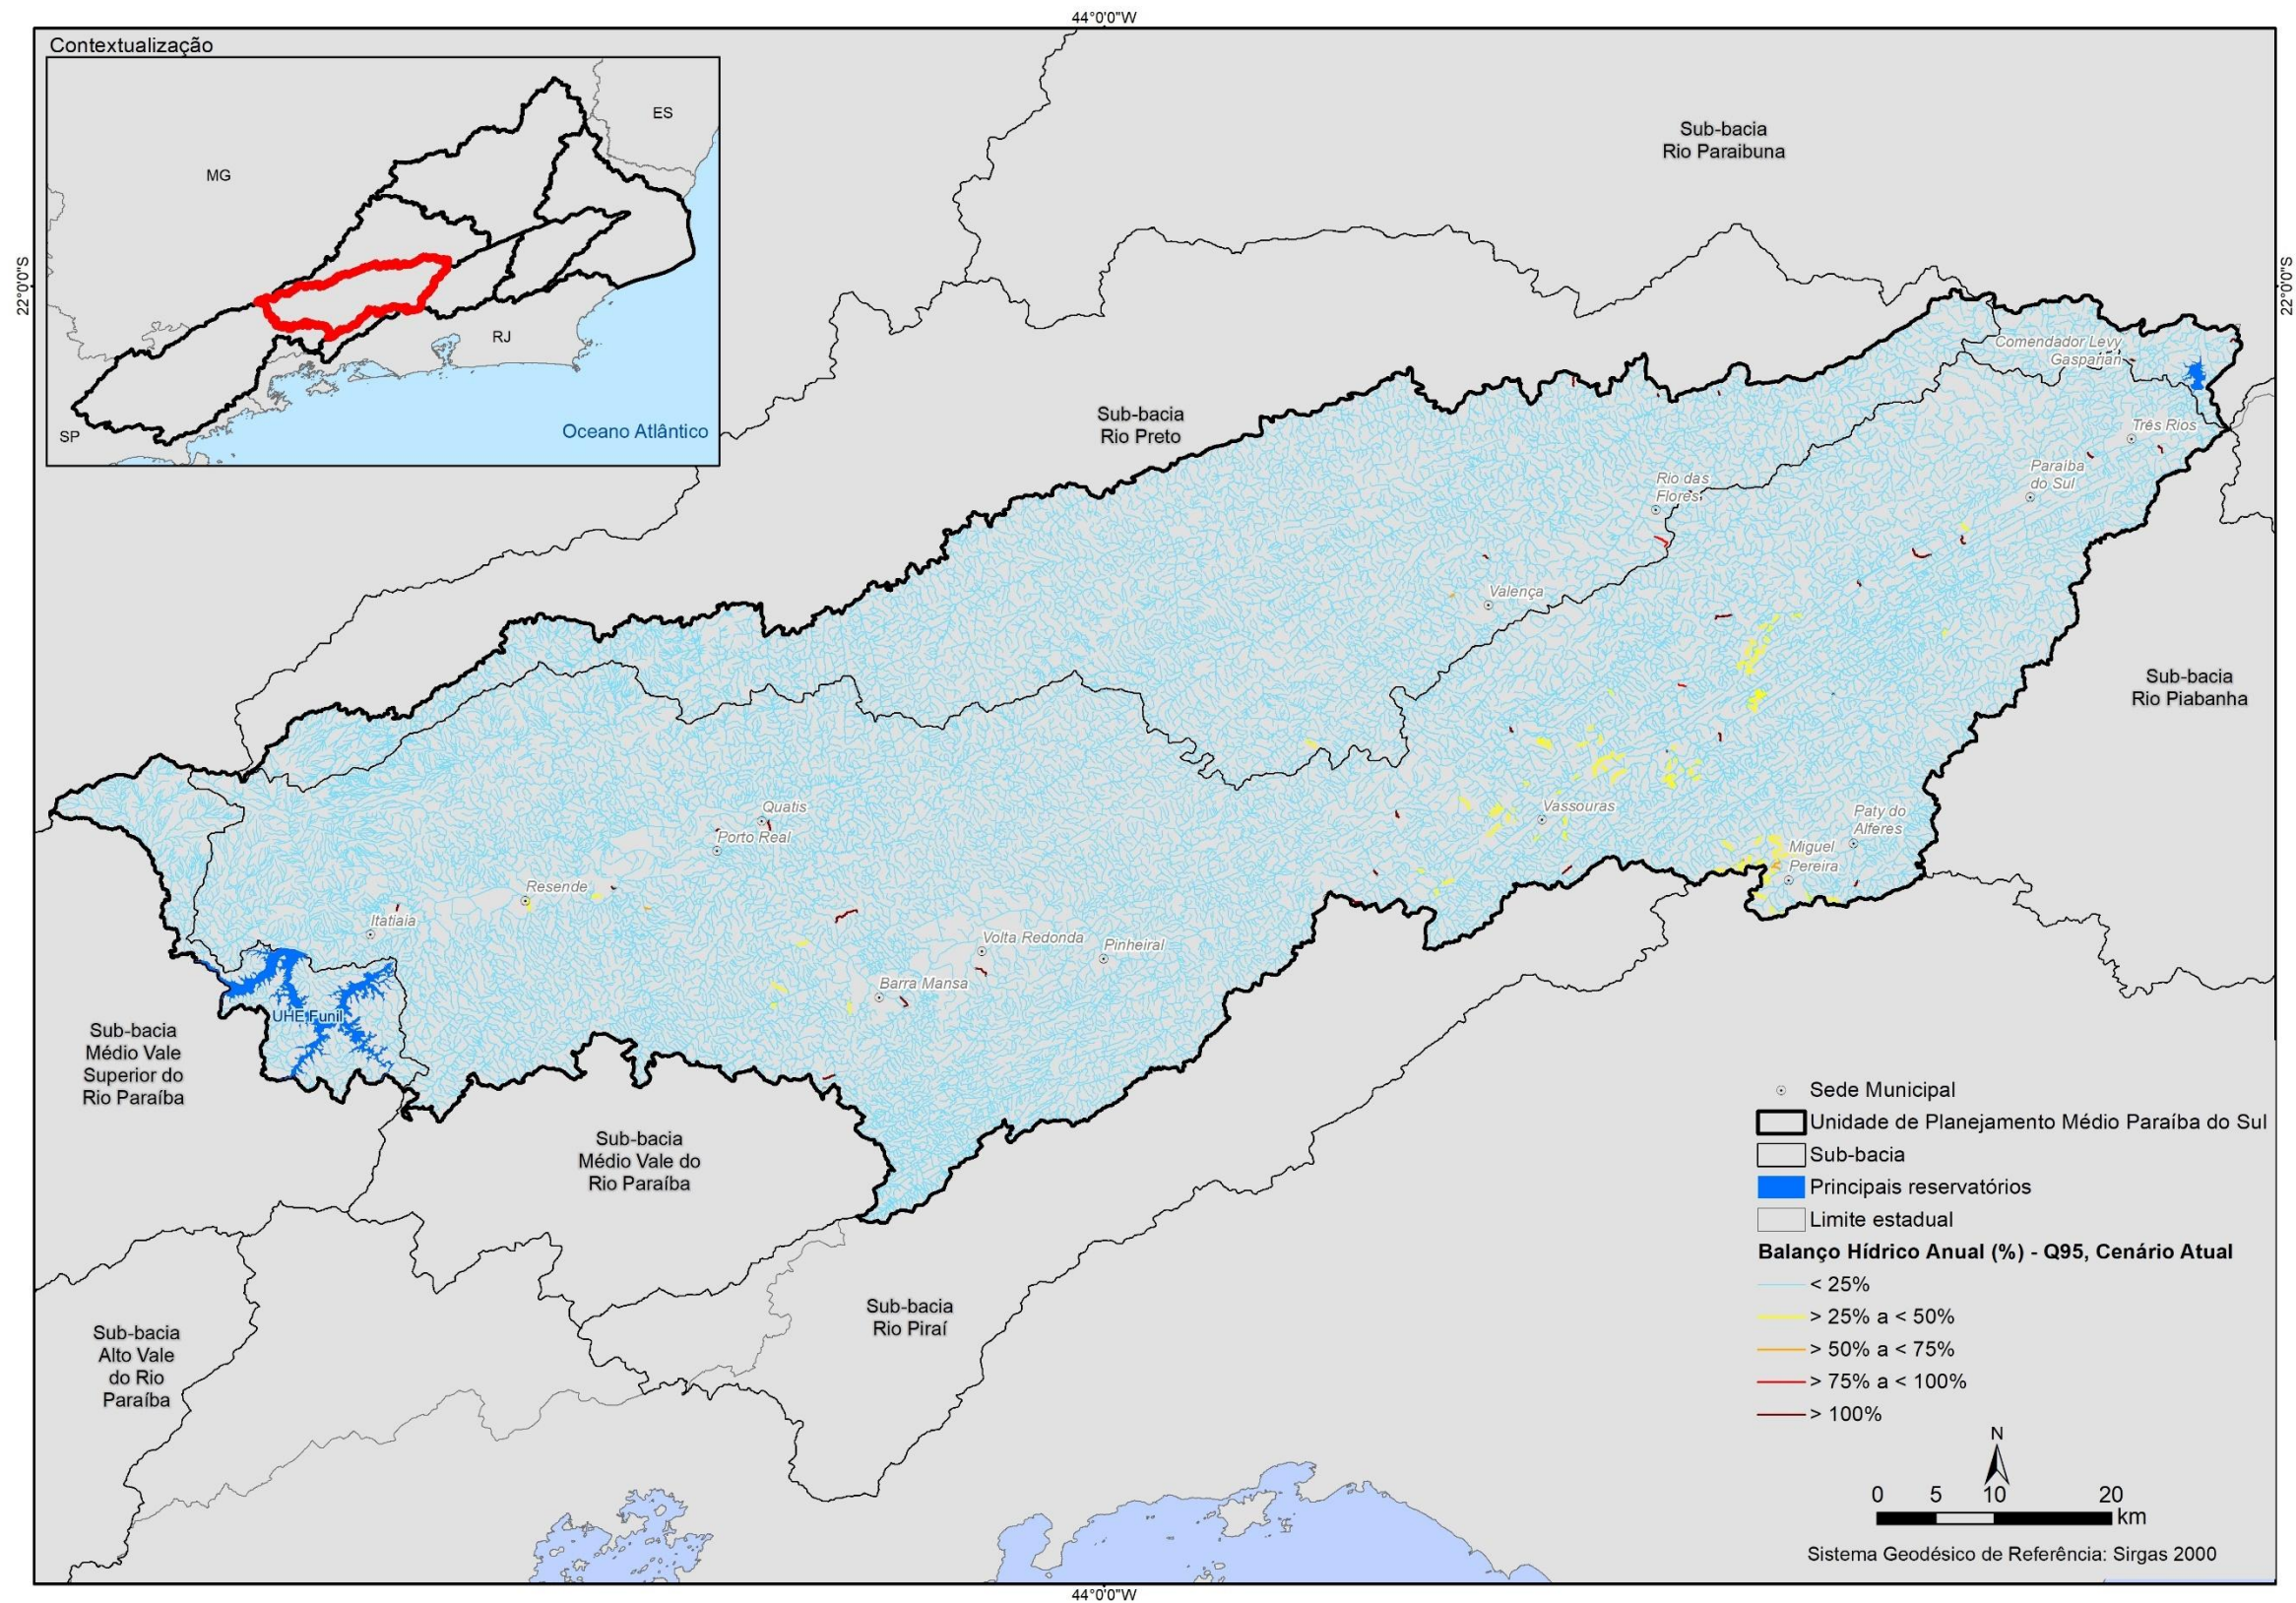 44°0'0"W
Contextualização
ES
MG
RJ
SP
Oceano Atlântico
22°0'0"S
22°0'0"S
Sub-bacia
Rio Paraibuna
Sub-bacia
Rio Preto
Comendador Levy
Gasparian
Três Rios
Paraíba
do Sul
Rio das
Flores
Valença
Sub-bacia
Rio Piabanha
Quatis
Porto Real
Vassouras
Paty do
Alferes
Miguel
Pereira
Resende
Itatiaia
Volta Redonda
Pinheiral
Barra Mansa
UHE Funil
Sub-bacia
Médio Vale
Superior do
Rio Paraíba
Sub-bacia
Médio Vale do
Rio Paraíba
Sub-bacia
Rio Piraí
Sub-bacia
Alto Vale
do Rio
Paraíba
Sede Municipal
Unidade de Planejamento Médio Paraíba do Sul
Sub-bacia
Principais reservatórios
Limite estadual
Balanço Hídrico Anual (%) - Q95, Cenário Atual
< 25%
> 25% a < 50%
> 50% a < 75%
> 75% a < 100%
> 100%
N
0 5 10 20
km
Sistema Geodésico de Referência: Sirgas 2000
44°0'0"W